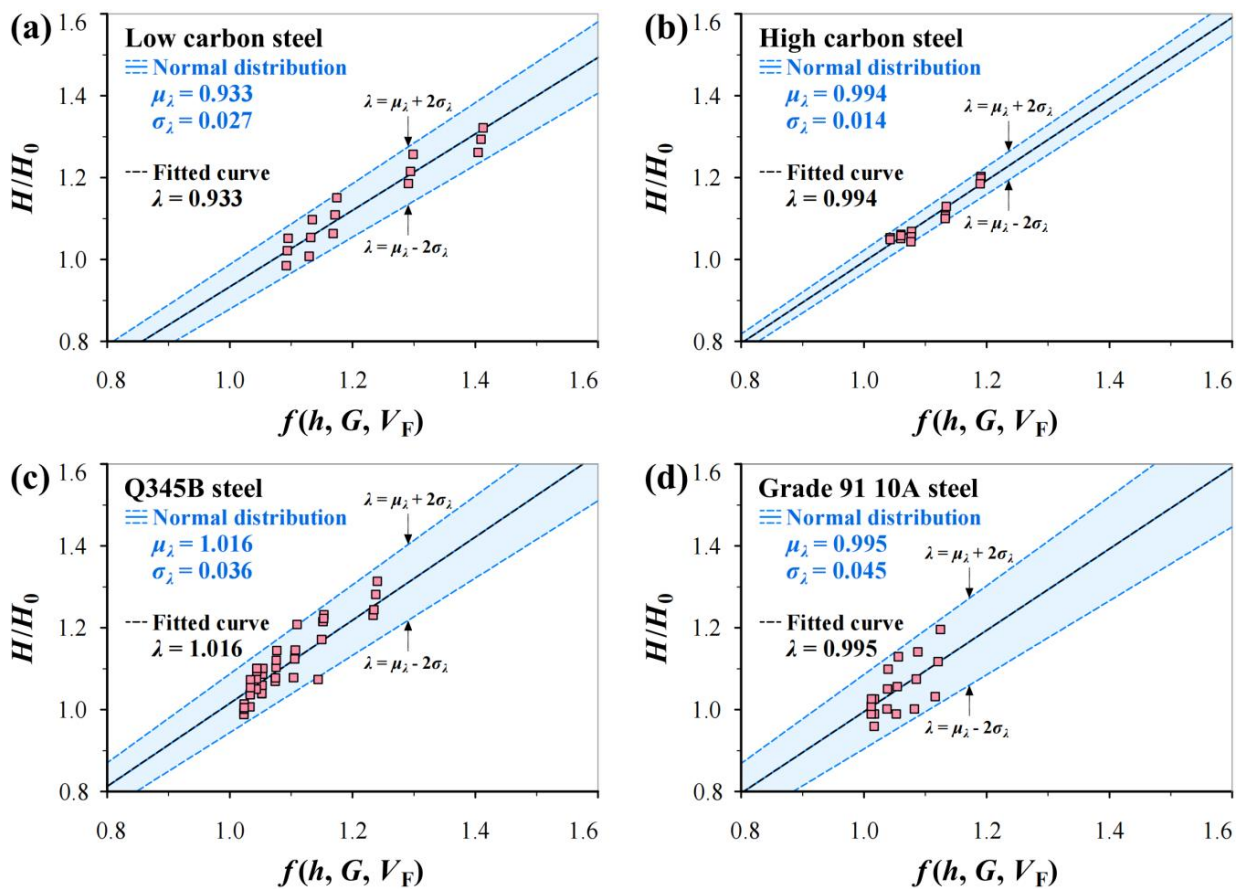 (a)
Low carbon steel
Normal distribution
μλ = 0.933
σλ = 0.027
Fitted curve
λ = 0.933
λ = μλ + 2σλ
λ = μλ - 2σλ
H/H0
1.6
1.4
1.2
1.0
0.8
0.8 1.0 1.2 1.4 1.6
f(h, G, VF)
(b)
High carbon steel
Normal distribution
μλ = 0.994
σλ = 0.014
Fitted curve
λ = 0.994
λ = μλ + 2σλ
λ = μλ - 2σλ
H/H0
1.6
1.4
1.2
1.0
0.8
0.8 1.0 1.2 1.4 1.6
f(h, G, VF)
(c)
Q345B steel
Normal distribution
μλ = 1.016
σλ = 0.036
Fitted curve
λ = 1.016
λ = μλ + 2σλ
λ = μλ - 2σλ
H/H0
1.6
1.4
1.2
1.0
0.8
0.8 1.0 1.2 1.4 1.6
f(h, G, VF)
(d)
Grade 91 10A steel
Normal distribution
μλ = 0.995
σλ = 0.045
Fitted curve
λ = 0.995
λ = μλ + 2σλ
λ = μλ - 2σλ
H/H0
1.6
1.4
1.2
1.0
0.8
0.8 1.0 1.2 1.4 1.6
f(h, G, VF)